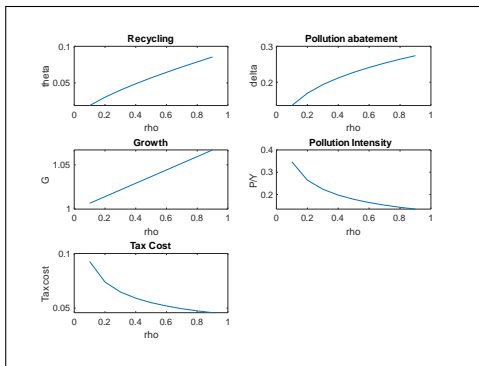 Recycling
0.1
0.05
theta
0 0.2 0.4 0.6 0.8 1
rho
Pollution abatement
0.3
0.2
delta
0 0.2 0.4 0.6 0.8 1
rho
Growth
1.05
1
G
0 0.2 0.4 0.6 0.8 1
rho
Pollution Intensity
0.4
0.3
0.2
P/Y
0 0.2 0.4 0.6 0.8 1
rho
Tax Cost
0.1
0.05
Taxcost
0 0.2 0.4 0.6 0.8 1
rho